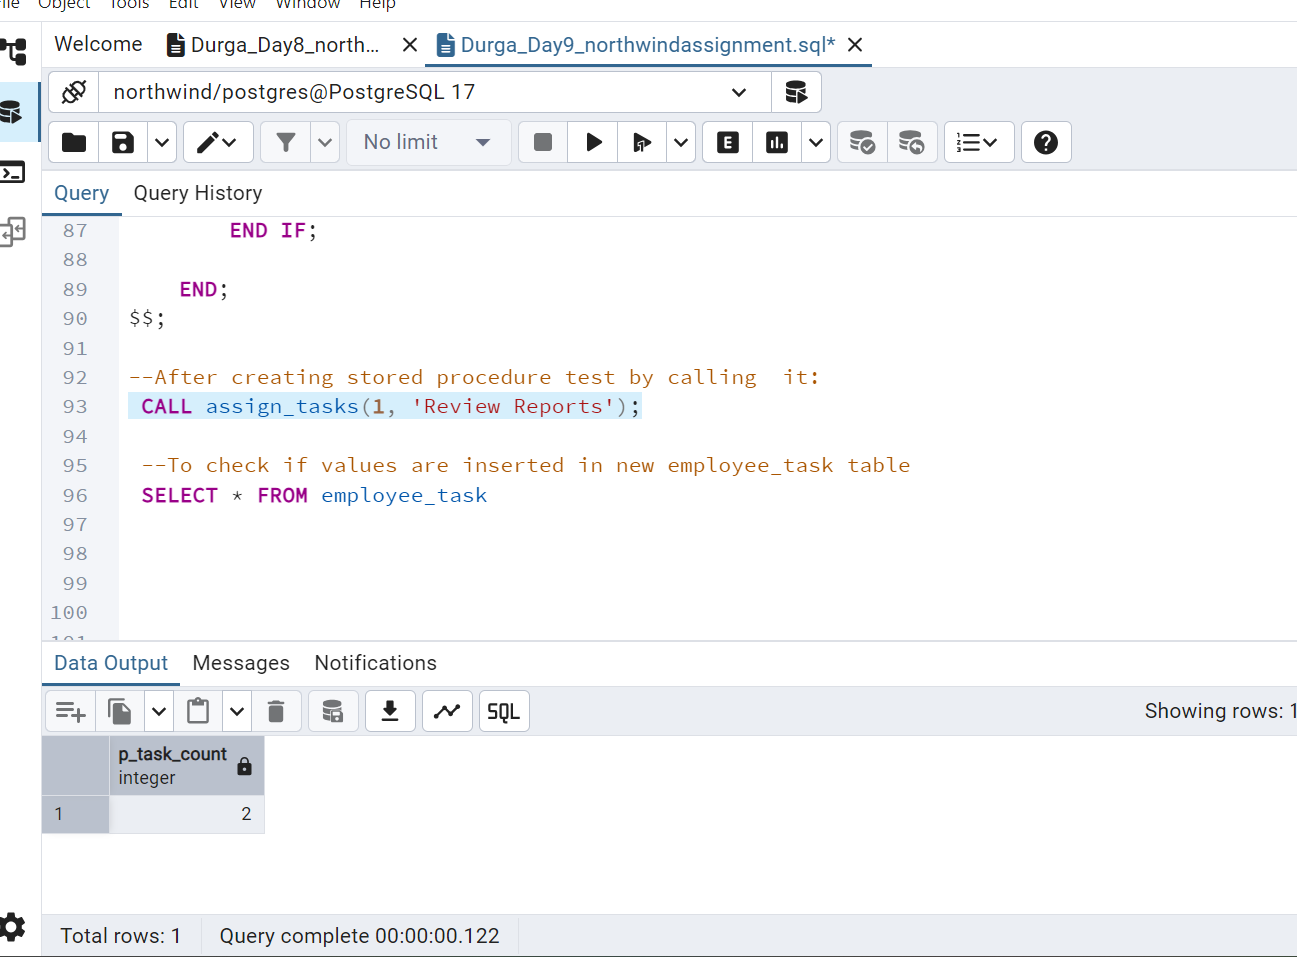 File Object Tools Edit View Window Help
Welcome Durga_Day8_north... Durga_Day9_northwindassignment.sql*
northwind/postgres@PostgreSQL 17
No limit
Query Query History
87 END IF;
88
89 END;
90 $$;
91
92 --After creating stored procedure test by calling  it:
93 CALL assign_tasks(1, 'Review Reports');
94
95 --To check if values are inserted in new employee_task table
96 SELECT * FROM employee_task
97
98
99
100
101
Data Output Messages Notifications
SQL
Showing rows: 1
p_task_count
integer
1 2
Total rows: 1 Query complete 00:00:00.122